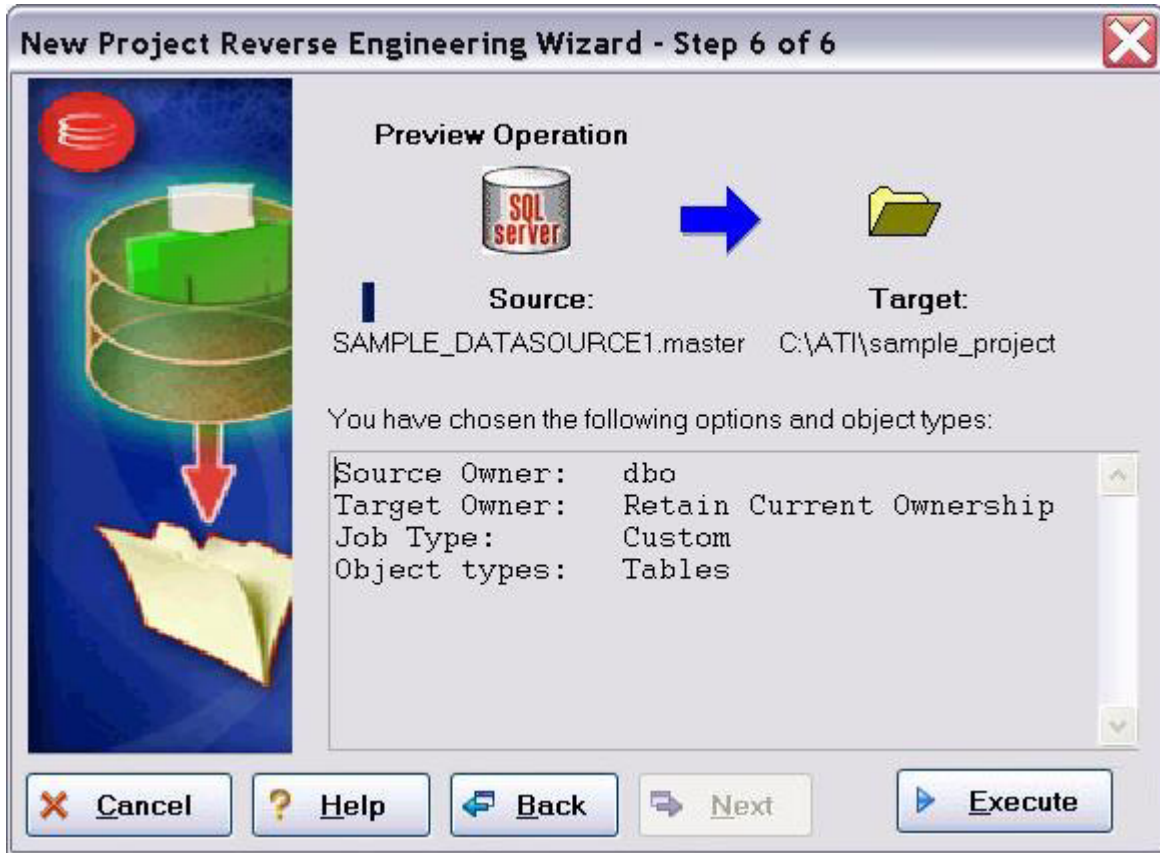 New Project Reverse Engineering Wizard - Step 6 of 6
Preview Operation
SQL
server
Source:
Target:
SAMPLE_DATASOURCE1.master
C:\ATI\sample_project
You have chosen the following options and object types:
Source Owner: dbo
Target Owner: Retain Current Ownership
Job Type: Custom
Object types: Tables
Cancel
Help
Back
Next
Execute